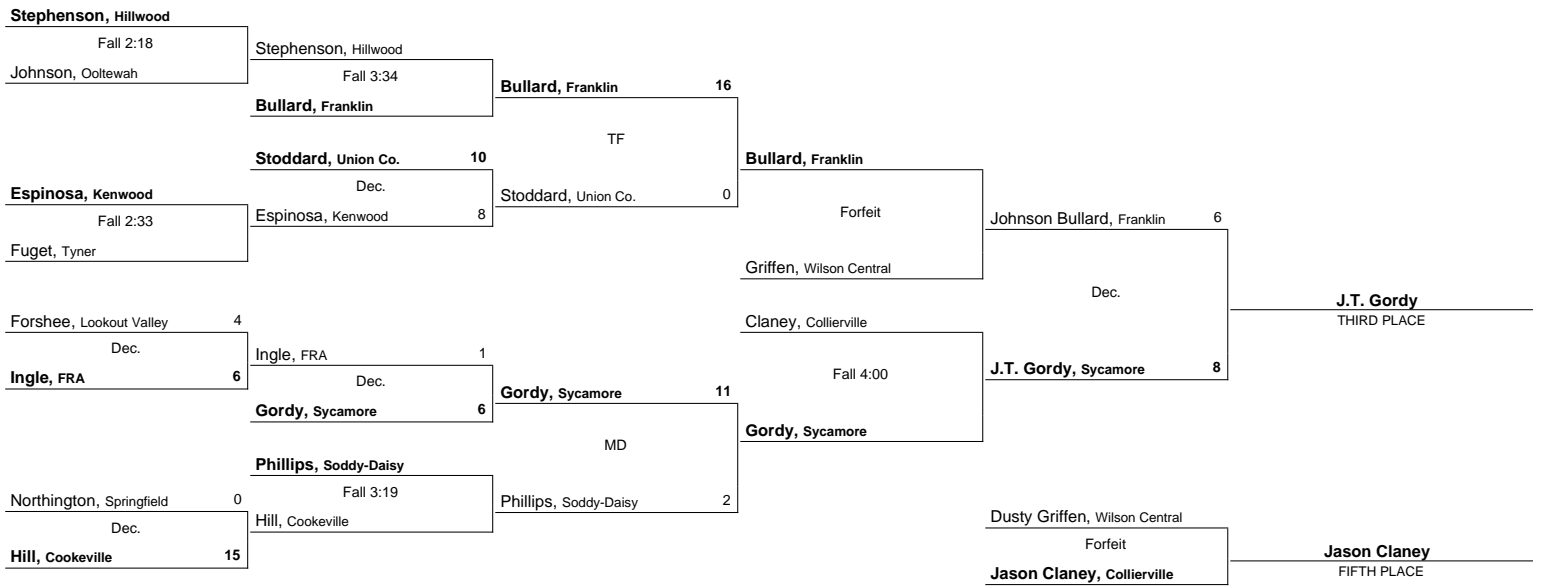 Stephenson, Hillwood
Fall 2:18
Johnson, Ooltewah
Espinosa, Kenwood
Fall 2:33
Fuget, Tyner
Forshee, Lookout Valley 4
Dec.
Ingle, FRA 6
Northington, Springfield 0
Dec.
Hill, Cookeville 15
Stephenson, Hillwood
Fall 3:34
Bullard, Franklin
Stoddard, Union Co. 10
Dec.
Espinosa, Kenwood 8
Ingle, FRA 1
Dec.
Gordy, Sycamore 6
Phillips, Soddy-Daisy
Fall 3:19
Hill, Cookeville
Bullard, Franklin 16
TF
Stoddard, Union Co. 0
Gordy, Sycamore 11
MD
Phillips, Soddy-Daisy 2
Bullard, Franklin
Forfeit
Griffen, Wilson Central
Claney, Collierville
Fall 4:00
Gordy, Sycamore
Johnson Bullard, Franklin 6
Dec.
J.T. Gordy, Sycamore 8
J.T. Gordy
THIRD PLACE
Dusty Griffen, Wilson Central
Forfeit
Jason Claney, Collierville
Jason Claney
FIFTH PLACE